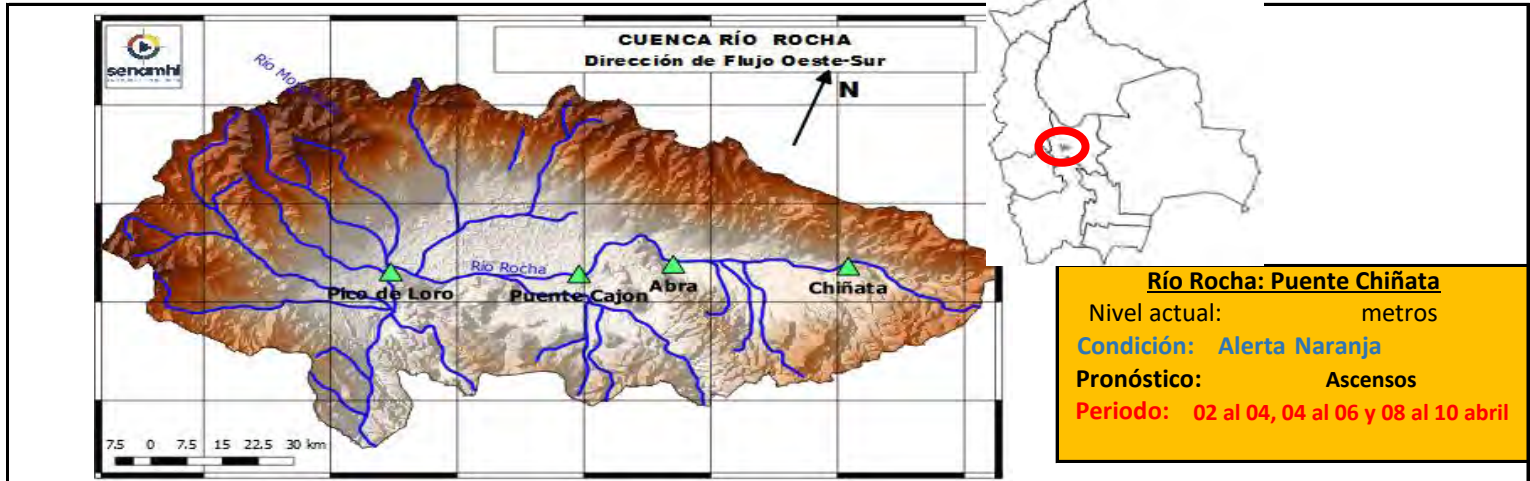 senamhi
CUENCA RÍO ROCHA
Dirección de Flujo Oeste-Sur
N
Río Rocha
Pico de Loro
Puente Cajon
Abra
Chiñata
7.5 0 7.5 15 22.5 30 km
Río Rocha: Puente Chiñata
Nivel actual: metros
Condición: Alerta Naranja
Pronóstico: Ascensos
Periodo: 02 al 04, 04 al 06 y 08 al 10 abril